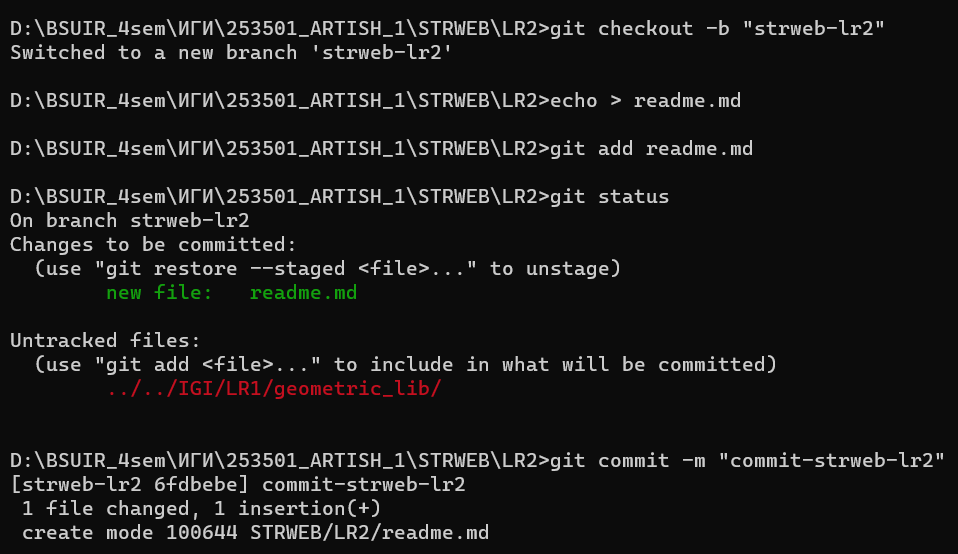 D:\BSUIR_4sem\ИГИ\253501_ARTISH_1\STRWEB\LR2>git checkout -b "strweb-lr2"
Switched to a new branch 'strweb-lr2'
D:\BSUIR_4sem\ИГИ\253501_ARTISH_1\STRWEB\LR2>echo > readme.md
D:\BSUIR_4sem\ИГИ\253501_ARTISH_1\STRWEB\LR2>git add readme.md
D:\BSUIR_4sem\ИГИ\253501_ARTISH_1\STRWEB\LR2>git status
On branch strweb-lr2
Changes to be committed:
  (use "git restore --staged <file>..." to unstage)
        new file:   readme.md
Untracked files:
  (use "git add <file>..." to include in what will be committed)
        ../../IGI/LR1/geometric_lib/
D:\BSUIR_4sem\ИГИ\253501_ARTISH_1\STRWEB\LR2>git commit -m "commit-strweb-lr2"
[strweb-lr2 6fdbebe] commit-strweb-lr2
 1 file changed, 1 insertion(+)
 create mode 100644 STRWEB/LR2/readme.md